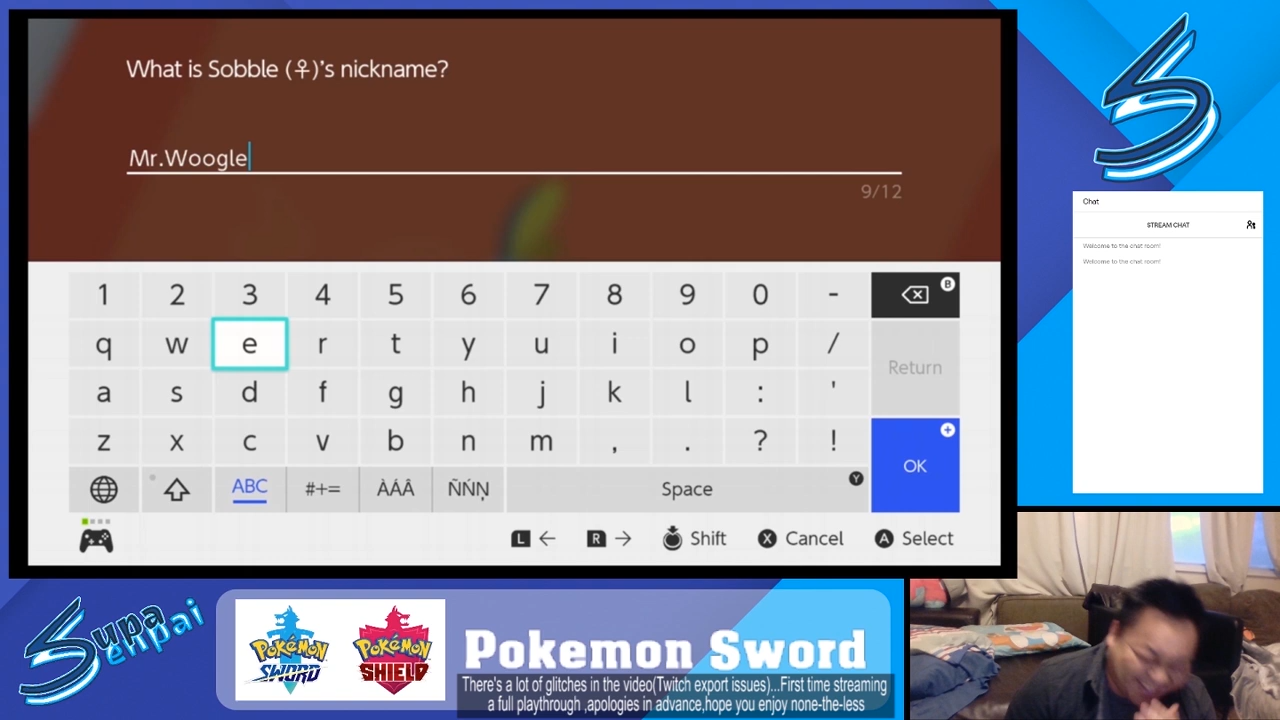 What is Sobble (♀)'s nickname?
Mr.Woogle
9/12
1 2 3 4 5 6 7 8 9 0 - B
q w e r t y u i o p /
Return
a s d f g h j k l : '
z x c v b n m , . ? ! +
OK
ABC #+= ÀÁÂ ÑŃŅ Space Y
L ← R → Shift X Cancel A Select
Chat
STREAM CHAT
Welcome to the chat room!
Welcome to the chat room!
Supa
Senpai
POKéMON SWORD
POKéMON SHIELD
Pokemon Sword
There's a lot of glitches in the video(Twitch export issues)...First time streaming
a full playthrough ,apologies in advance,hope you enjoy none-the-less